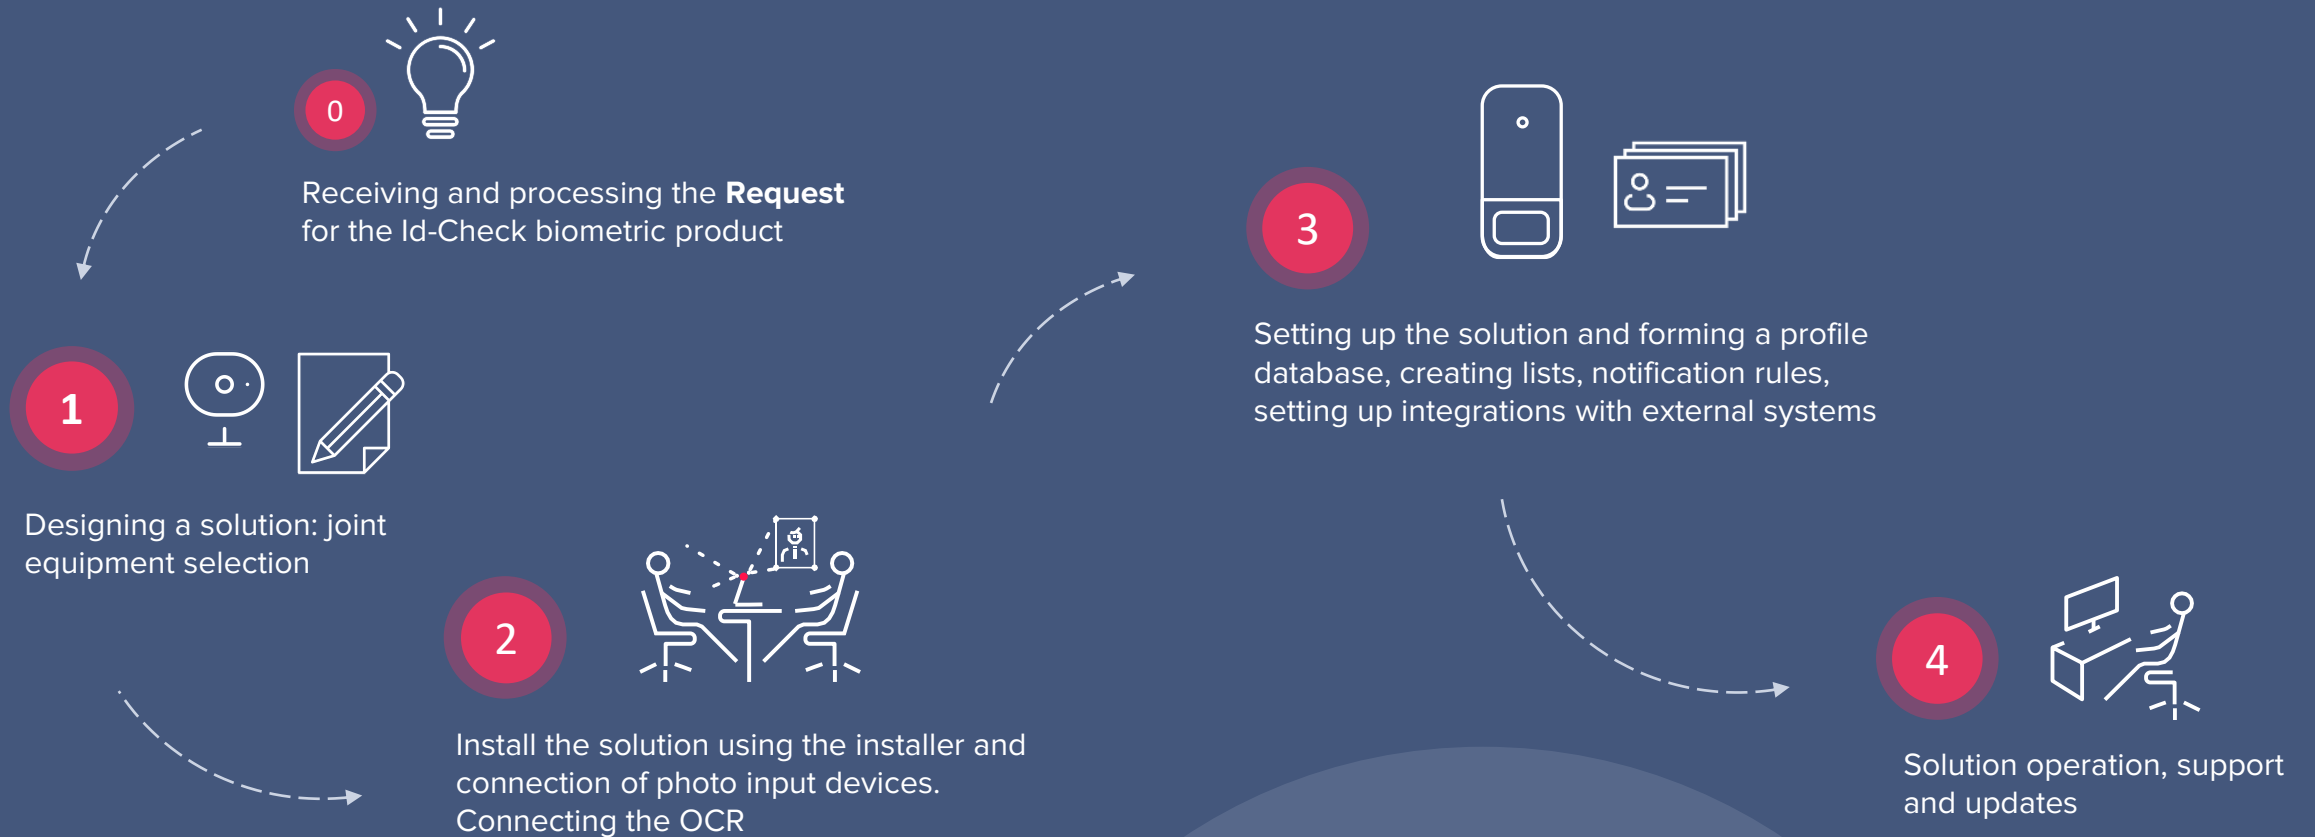 0
Receiving and processing the Request
for the Id-Check biometric product
1
Designing a solution: joint
equipment selection
2
Install the solution using the installer and
connection of photo input devices.
Connecting the OCR
3
Setting up the solution and forming a profile
database, creating lists, notification rules,
setting up integrations with external systems
4
Solution operation, support
and updates